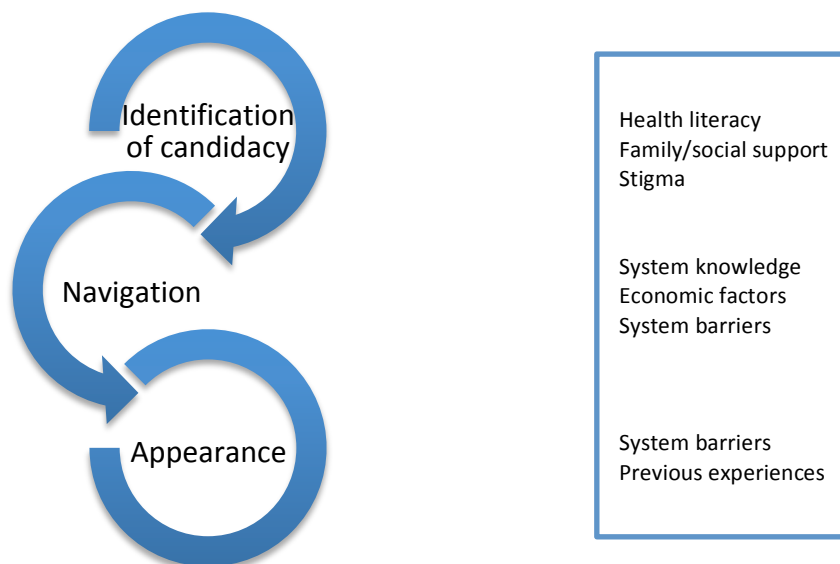 Identification
of candidacy
Navigation
Appearance
Health literacy
Family/social support
Stigma
System knowledge
Economic factors
System barriers
System barriers
Previous experiences